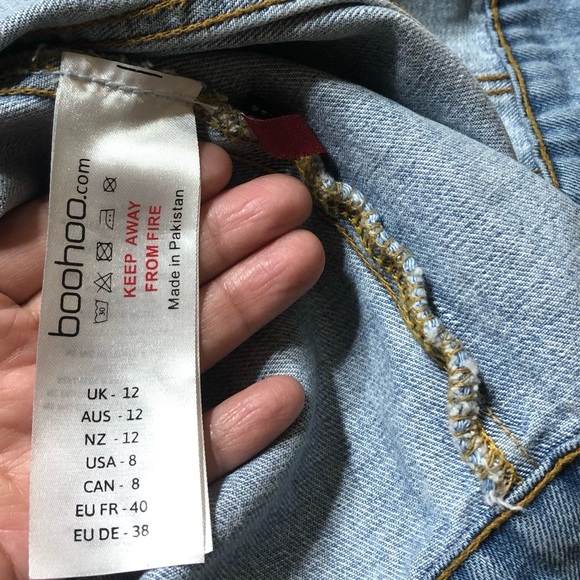 boohoo.com
30
KEEP AWAY
FROM FIRE
Made in Pakistan
UK - 12
AUS - 12
NZ - 12
USA - 8
CAN - 8
EU FR - 40
EU DE - 38